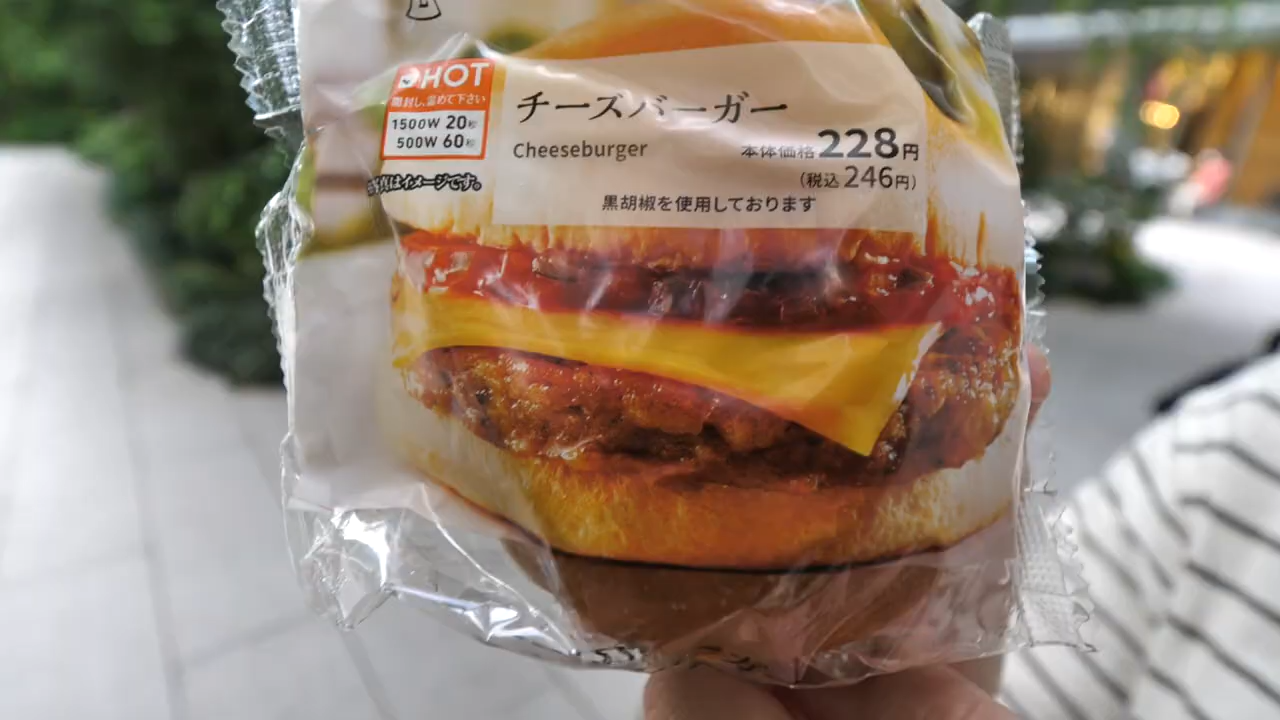 HOT
開封し、温めて下さい
1500W 20秒
500W 60秒
写真はイメージです。
チーズバーガー
Cheeseburger
本体価格228円
(税込246円)
黒胡椒を使用しております